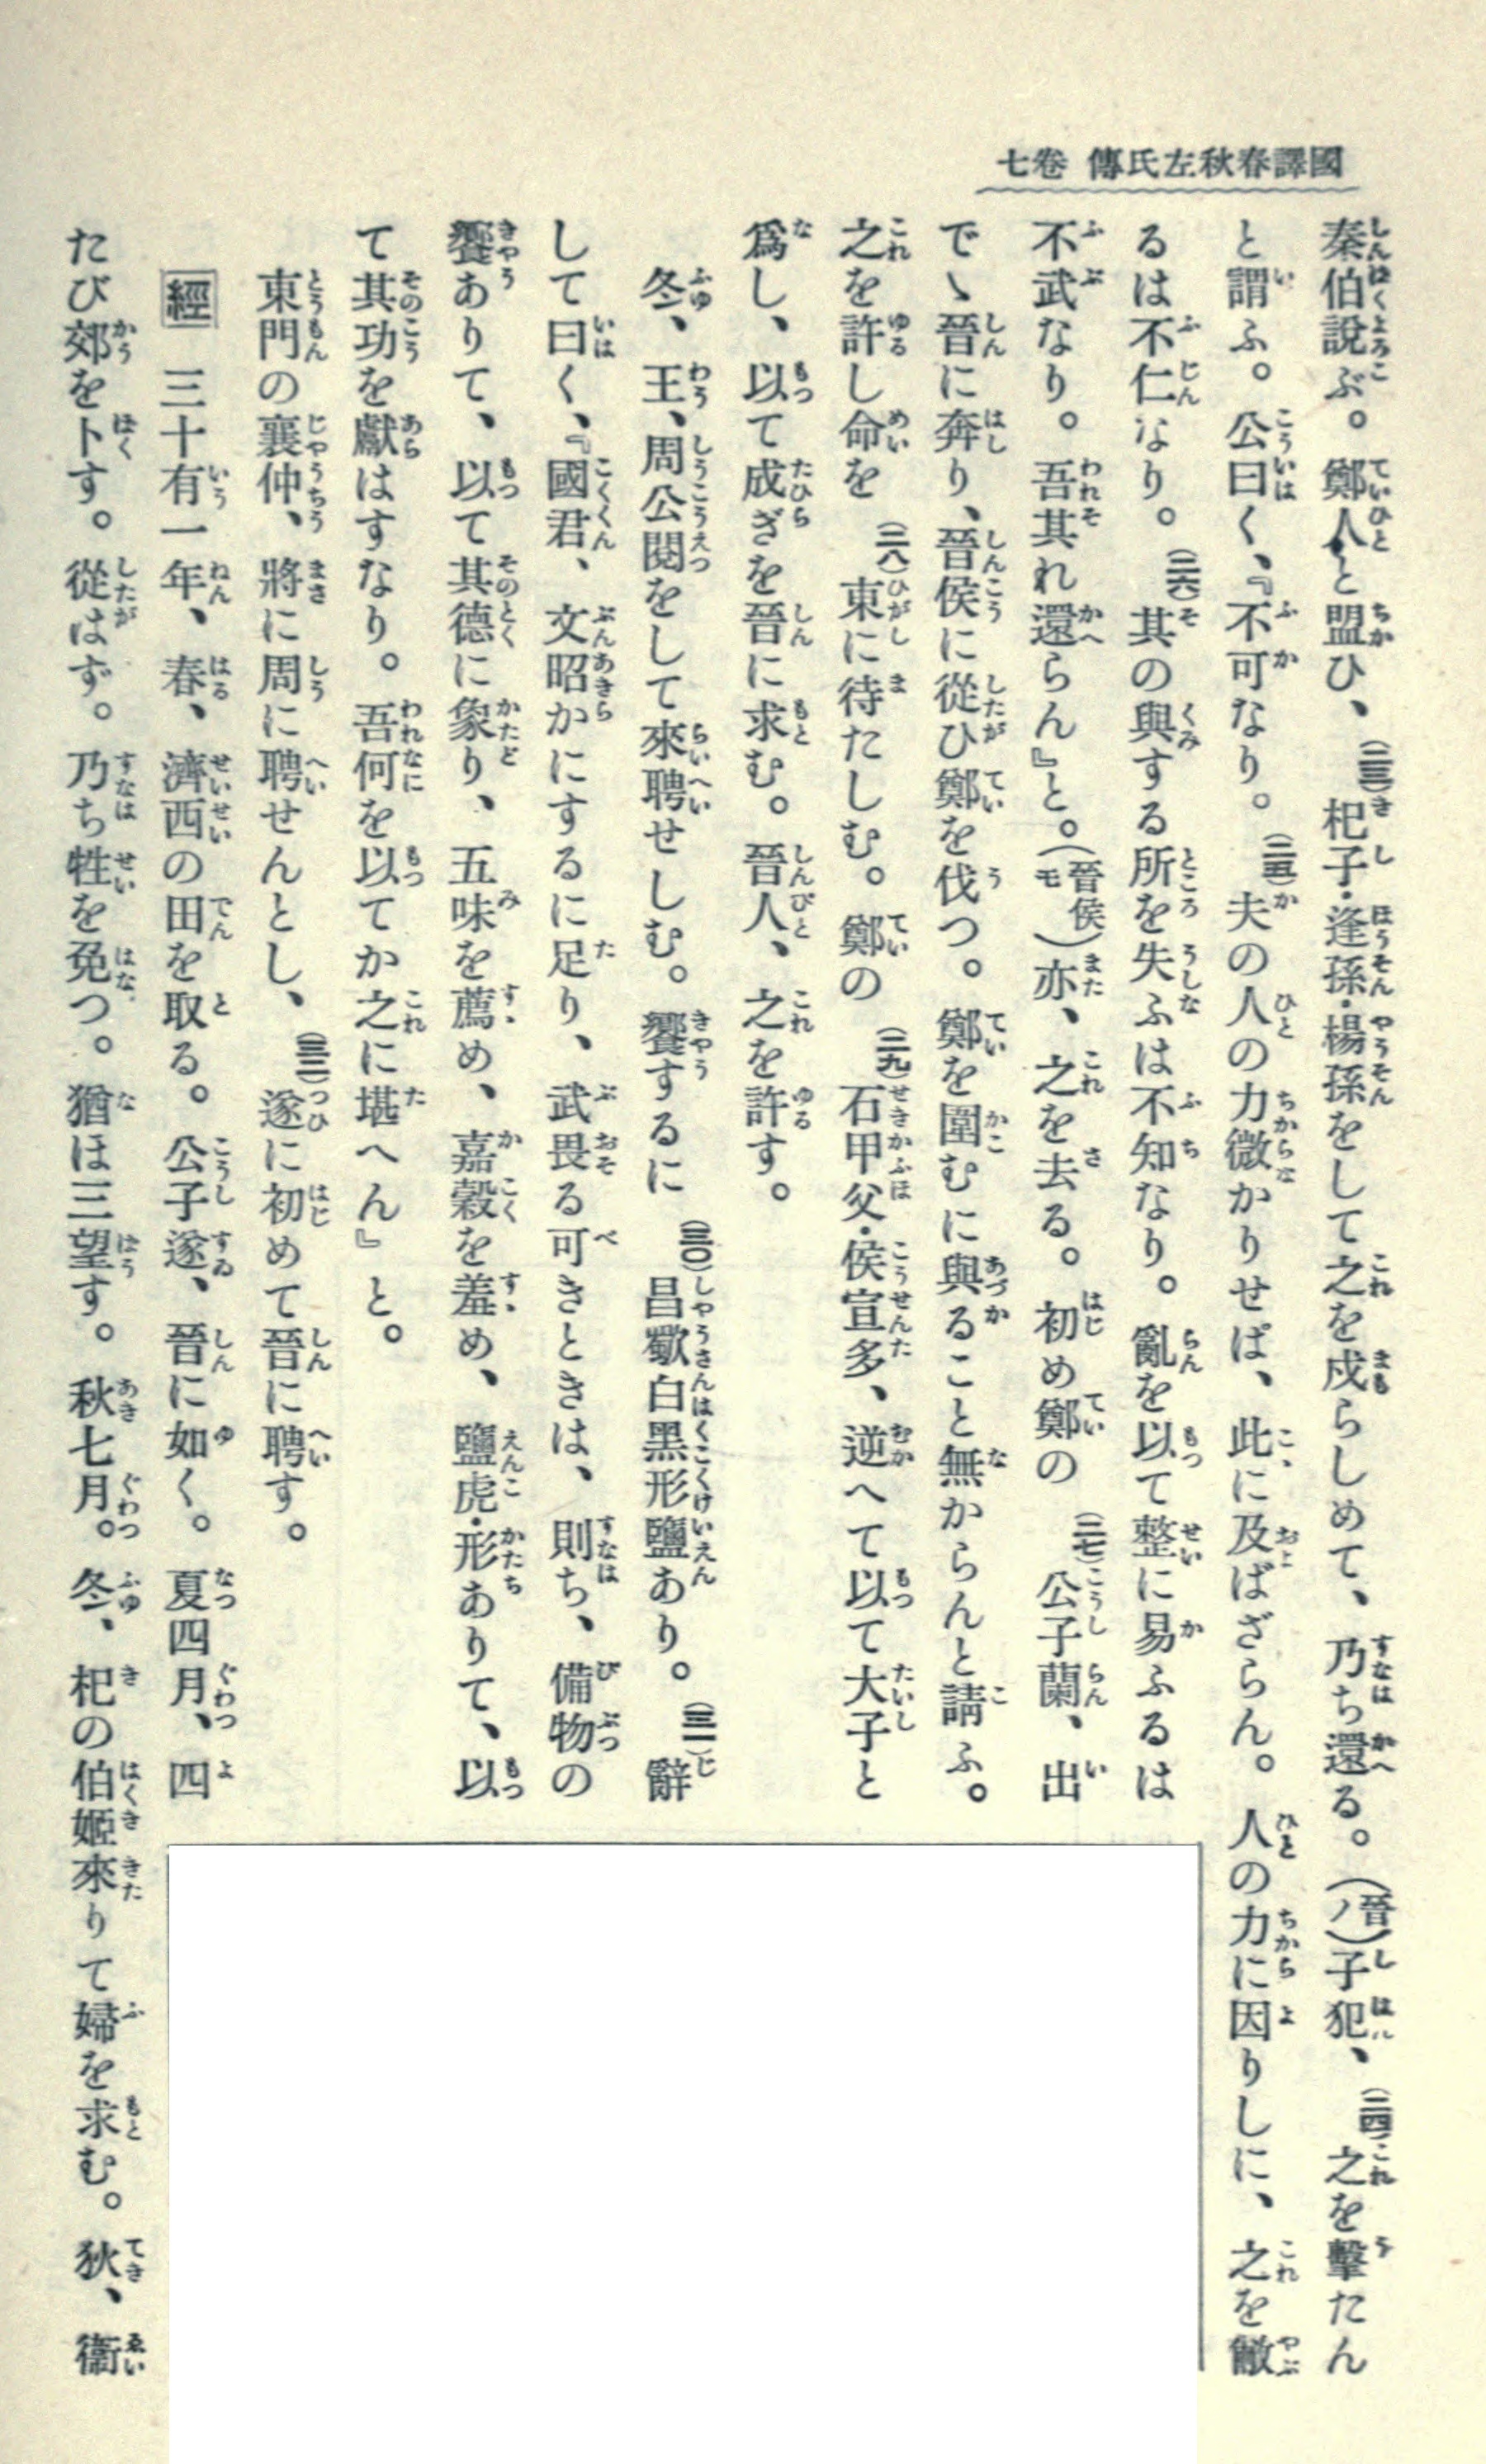 國譯春秋左氏傳 卷七
秦伯說ぶ。鄭人と盟ひ、(二三)杞子・逢孫・楊孫をして之を戍らしめて、乃ち還る。(晉ノ)子犯、(二四)之を擊たん
と謂ふ。公曰く、『不可なり。(二五)夫の人の力微かりせば、此に及ばざらん。人の力に因りしに、之を敝
るは不仁なり。(二六)其の與する所を失ふは不知なり。亂を以て整に易ふるは
不武なり。吾其れ還らん』と。(晉侯モ)亦、之を去る。初め鄭の(二七)公子蘭、出
でゝ晉に奔り、晉侯に從ひ鄭を伐つ。鄭を圍むに與ること無からんと請ふ。
之を許し命を(二八)東に待たしむ。鄭の(二九)石甲父・侯宣多、逆へて以て大子と
爲し、以て成ぎを晉に求む。晉人、之を許す。
冬、王、周公閱をして來聘せしむ。饗するに(三〇)昌歜白黑形鹽あり。(三一)辭
して曰く、『國君、文昭かにするに足り、武畏る可きときは、則ち、備物の
饗ありて、以て其德に象り、五味を薦め、嘉穀を羞め、鹽虎・形ありて、以
て其功を獻はすなり。吾何を以てか之に堪へん』と。
東門の襄仲、將に周に聘せんとし、(三二)遂に初めて晉に聘す。
經 三十有一年、春、濟西の田を取る。公子遂、晉に如く。夏四月、四
たび郊を卜す。從はず。乃ち牲を免つ。猶ほ三望す。秋七月。冬、杞の伯姬來りて婦を求む。狄、衞